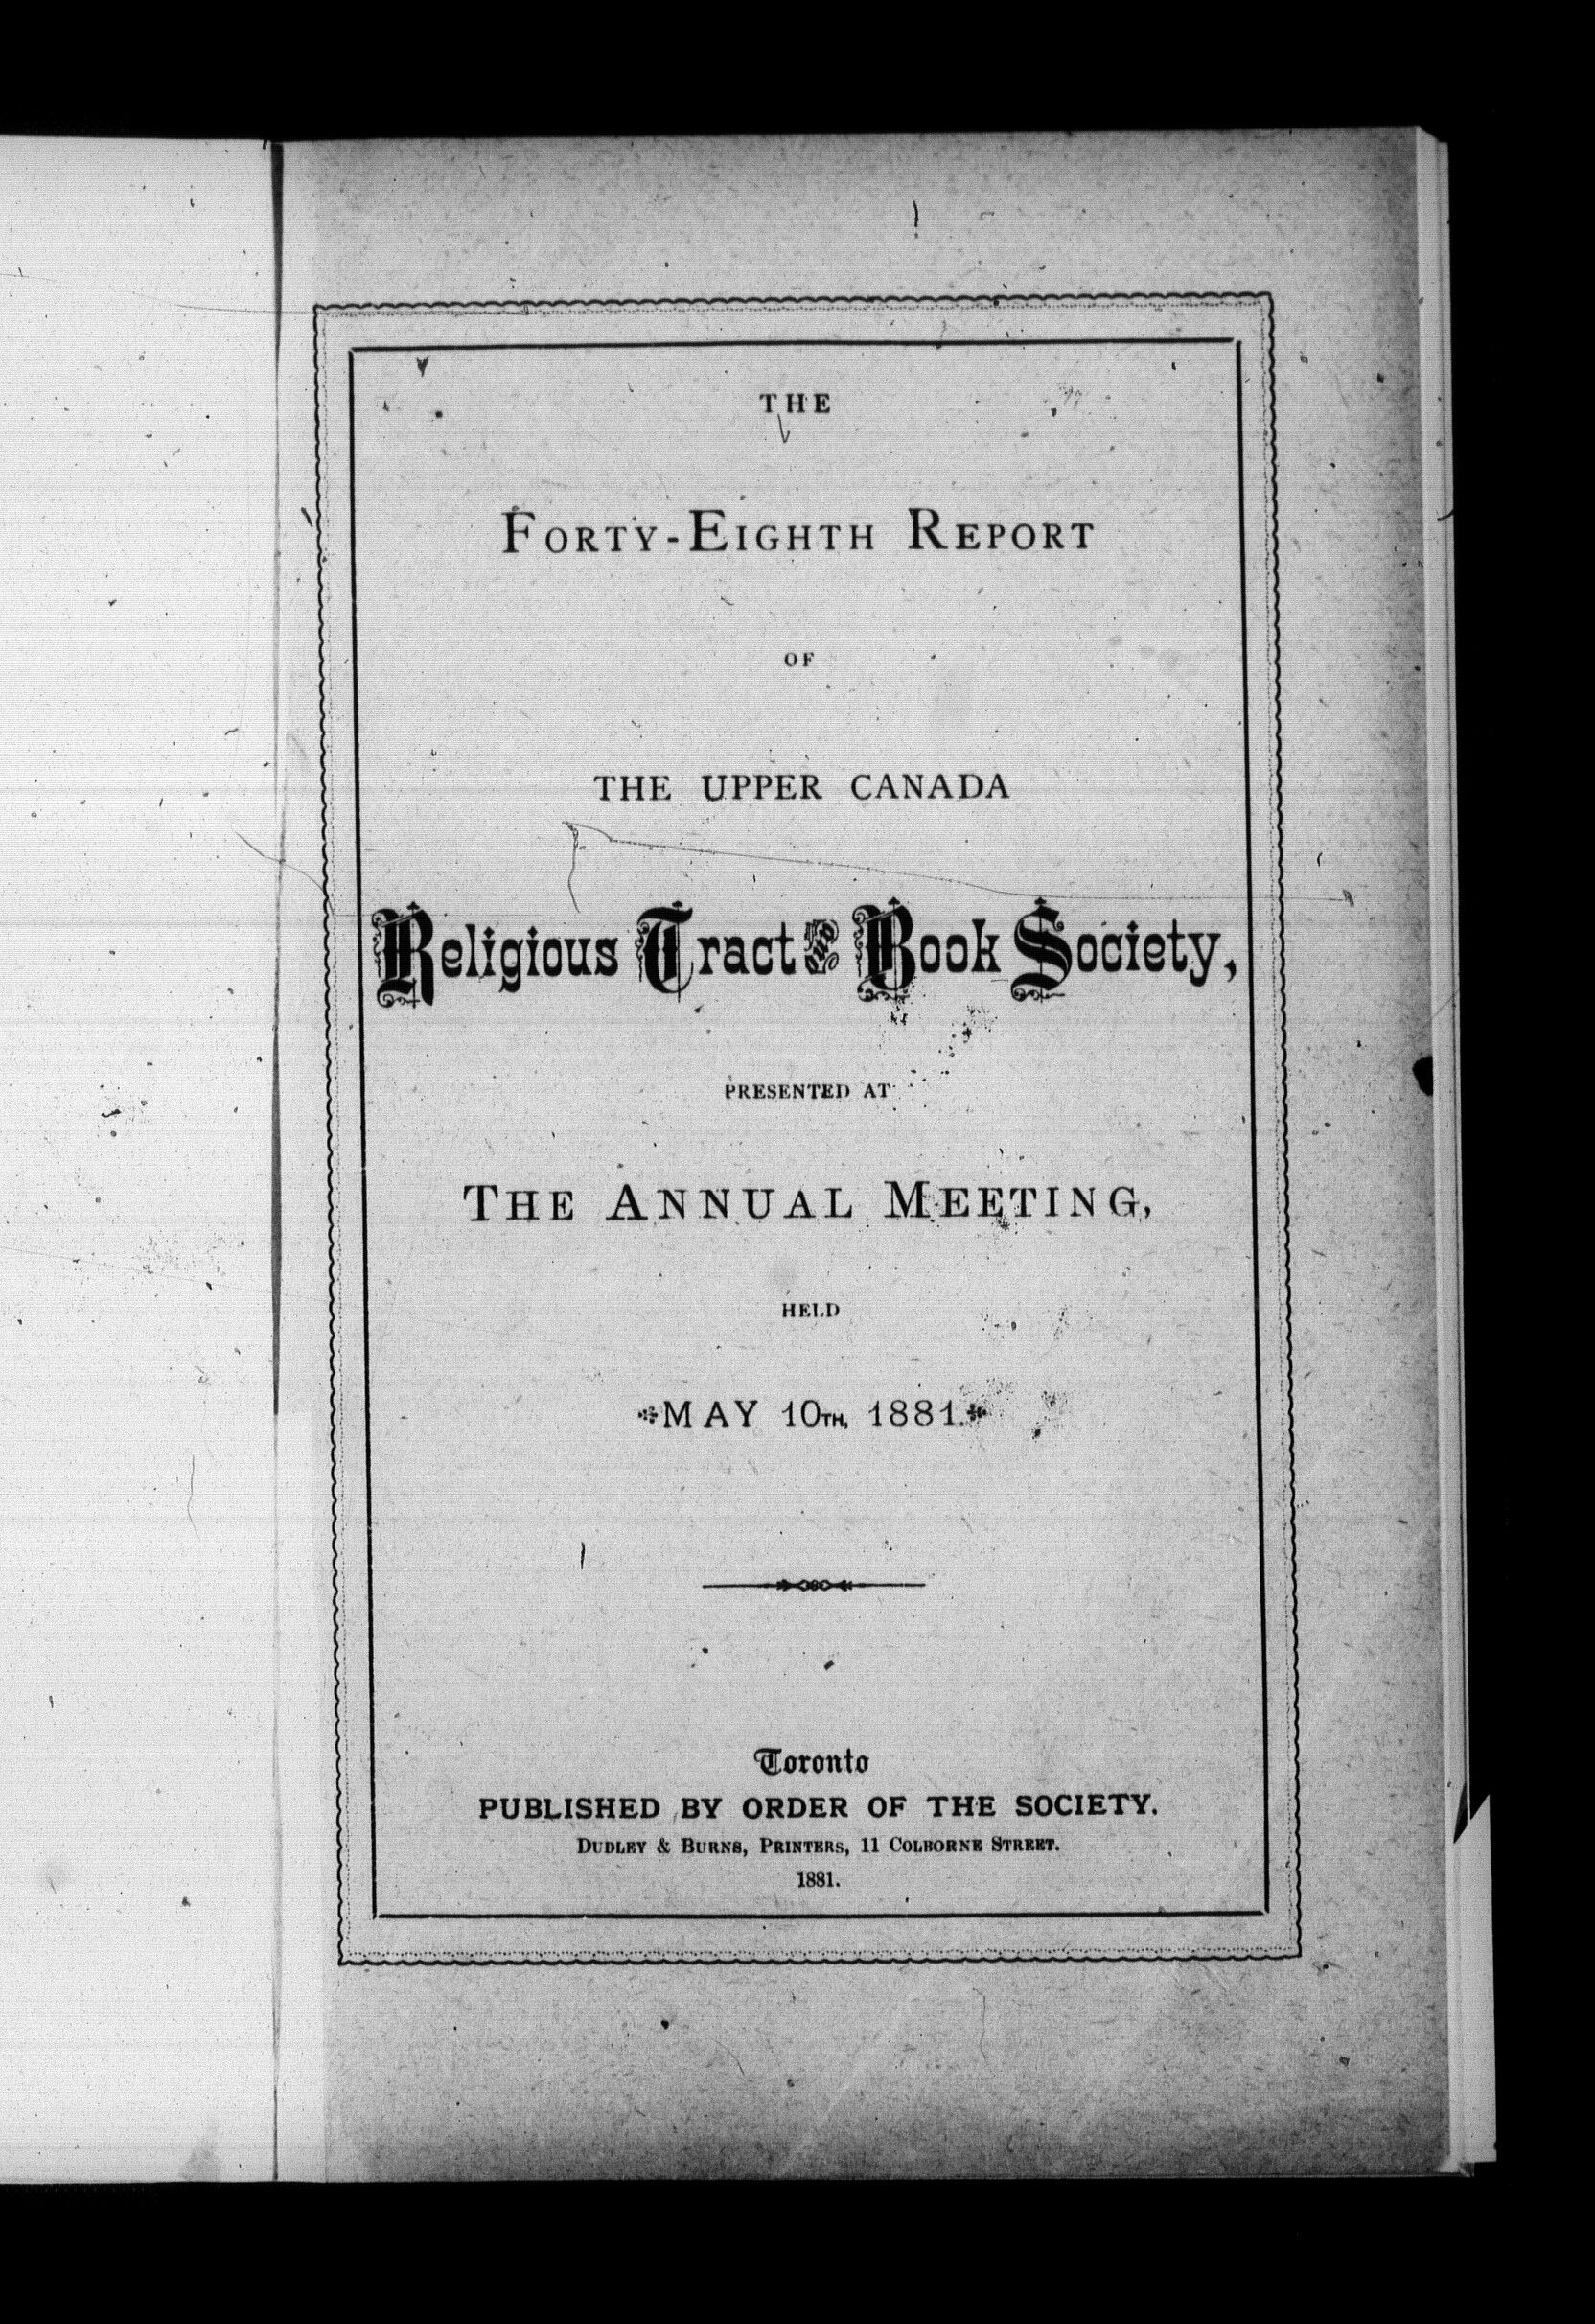 THE
FORTY-EIGHTH REPORT
OF
THE UPPER CANADA
Religious Tract and Book Society,
PRESENTED AT
THE ANNUAL MEETING,
HELD
MAY 10TH, 1881.
Toronto
PUBLISHED BY ORDER OF THE SOCIETY.
DUDLEY & BURNS, PRINTERS, 11 COLBORNE STREET.
1881.